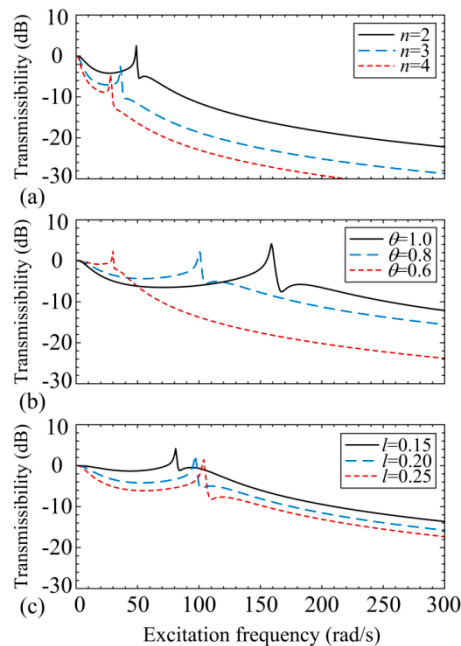 Transmissibility (dB)
10
0
-10
-20
-30
n=2
n=3
n=4
(a)
Transmissibility (dB)
10
0
-10
-20
-30
θ=1.0
θ=0.8
θ=0.6
(b)
Transmissibility (dB)
10
0
-10
-20
-30
l=0.15
l=0.20
l=0.25
(c)
0 50 100 150 200 250 300
Excitation frequency (rad/s)